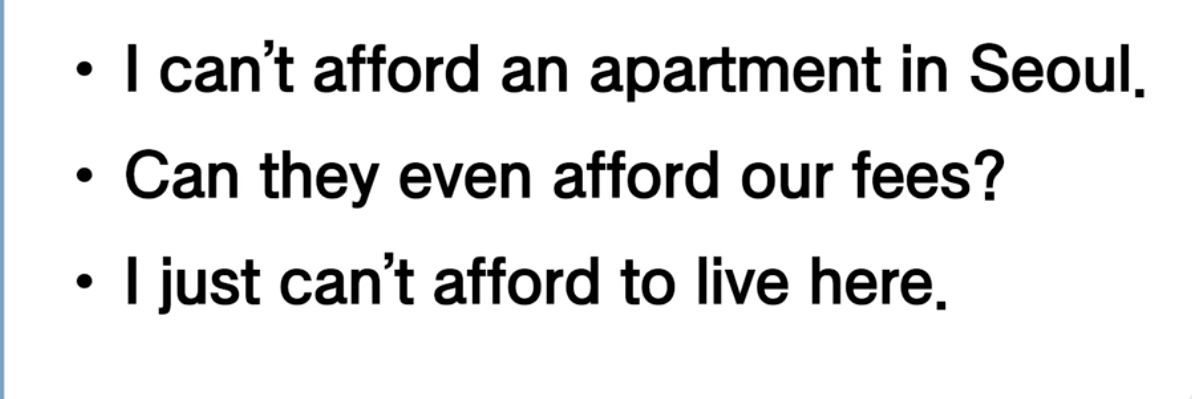 • I can’t afford an apartment in Seoul.
• Can they even afford our fees?
• I just can’t afford to live here.